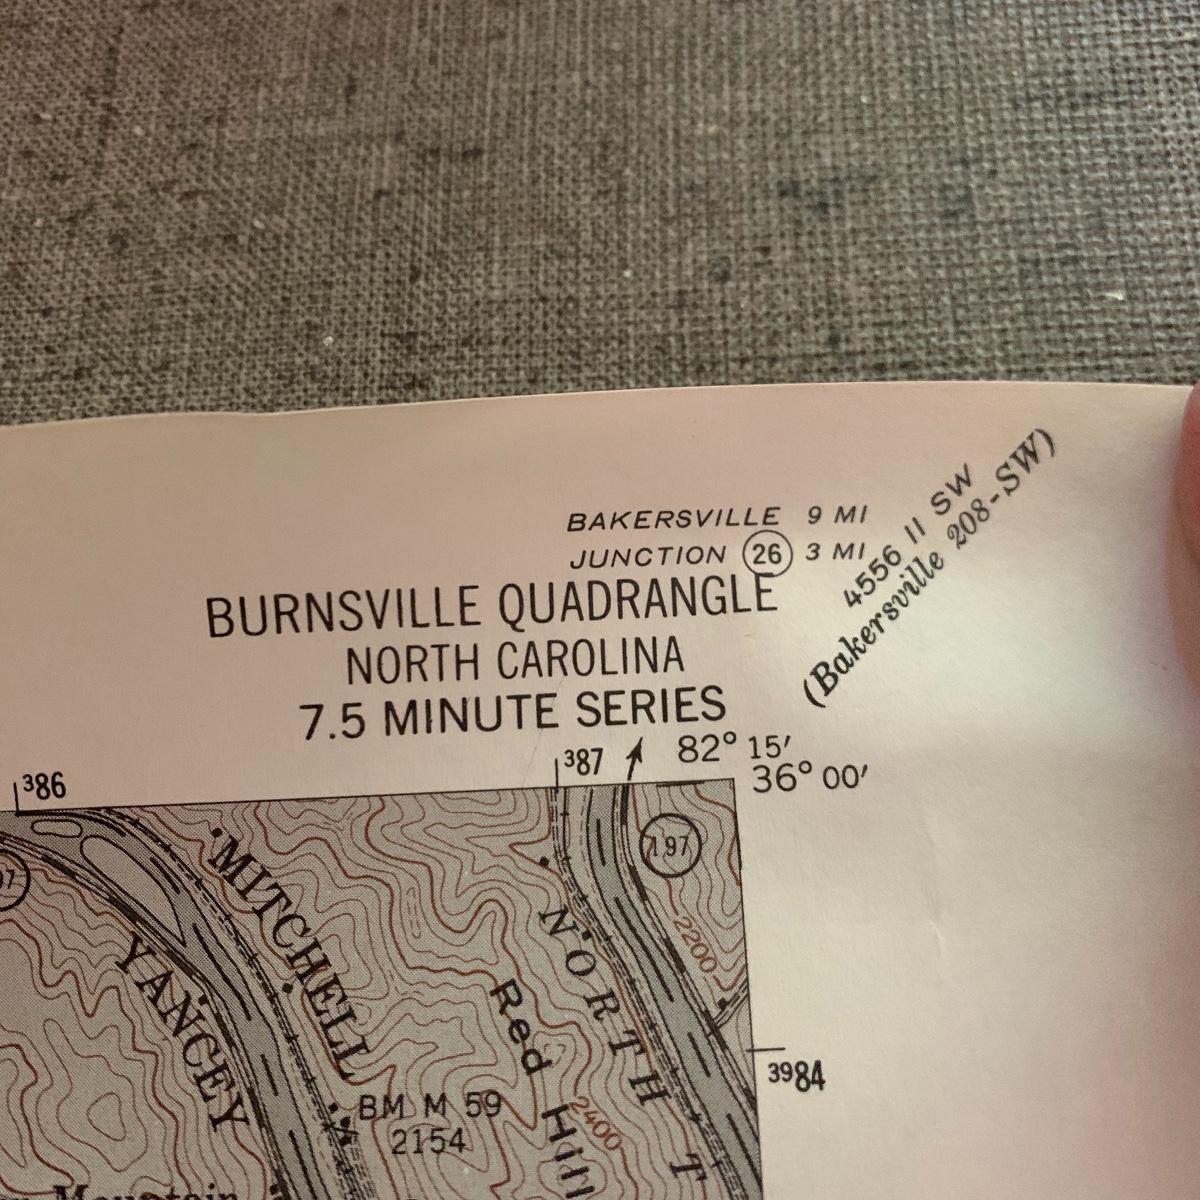 BAKERSVILLE 9 MI
JUNCTION 26 3 MI
4556 II SW
(Bakersville 208-SW)
BURNSVILLE QUADRANGLE
NORTH CAROLINA
7.5 MINUTE SERIES
³86
³87
82° 15′
36° 00′
197
MITCHELL
YANCEY
NORTH T
2200
Red Hill
³⁹84
BM M 59
2154
2400
Mountain